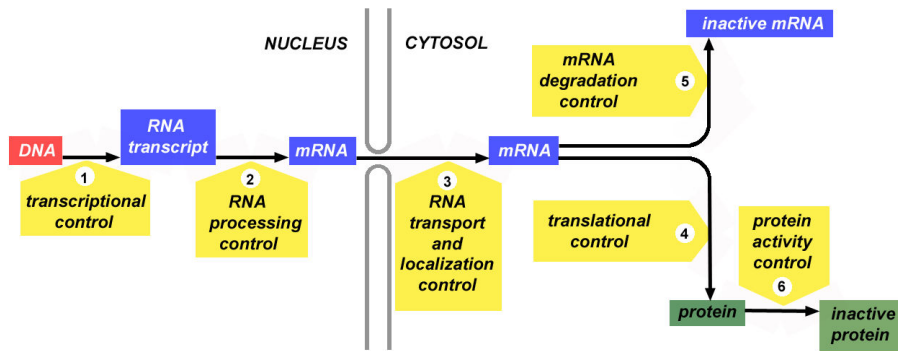 NUCLEUS
CYTOSOL
inactive mRNA
mRNA
degradation
control
5
DNA
RNA
transcript
mRNA
mRNA
1
transcriptional
control
2
RNA
processing
control
3
RNA
transport
and
localization
control
translational
control
4
protein
activity
control
6
protein
inactive
protein